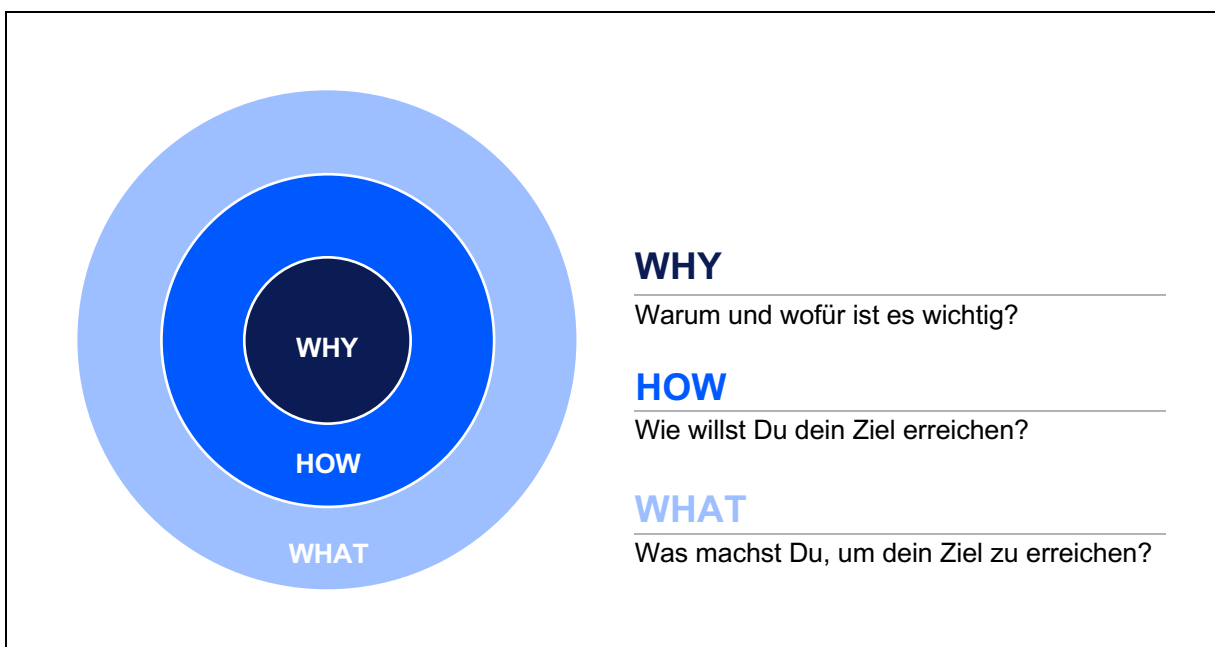 WHY
HOW
WHAT
WHY
Warum und wofür ist es wichtig?
HOW
Wie willst Du dein Ziel erreichen?
WHAT
Was machst Du, um dein Ziel zu erreichen?